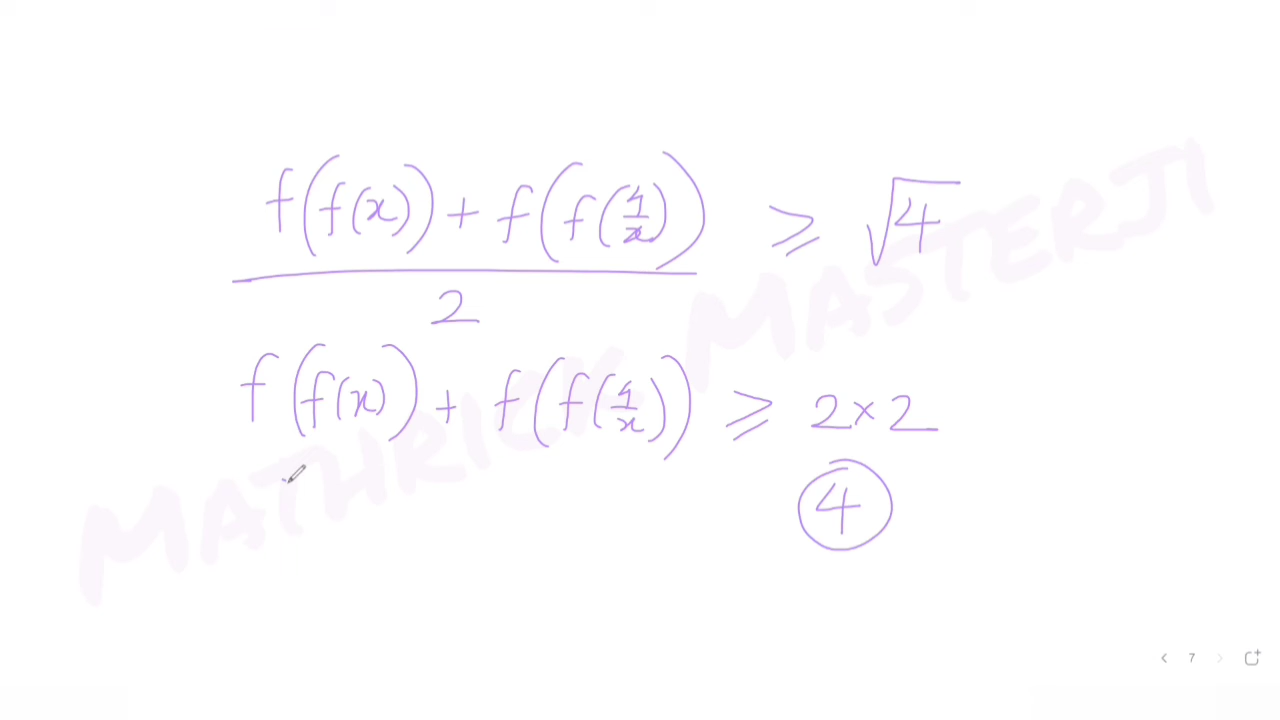 f(f(x)) + f(f(1/x)) / 2 ≥ √4
f(f(x)) + f(f(1/x)) ≥ 2×2
4
MATHRICK MASTERJI
7